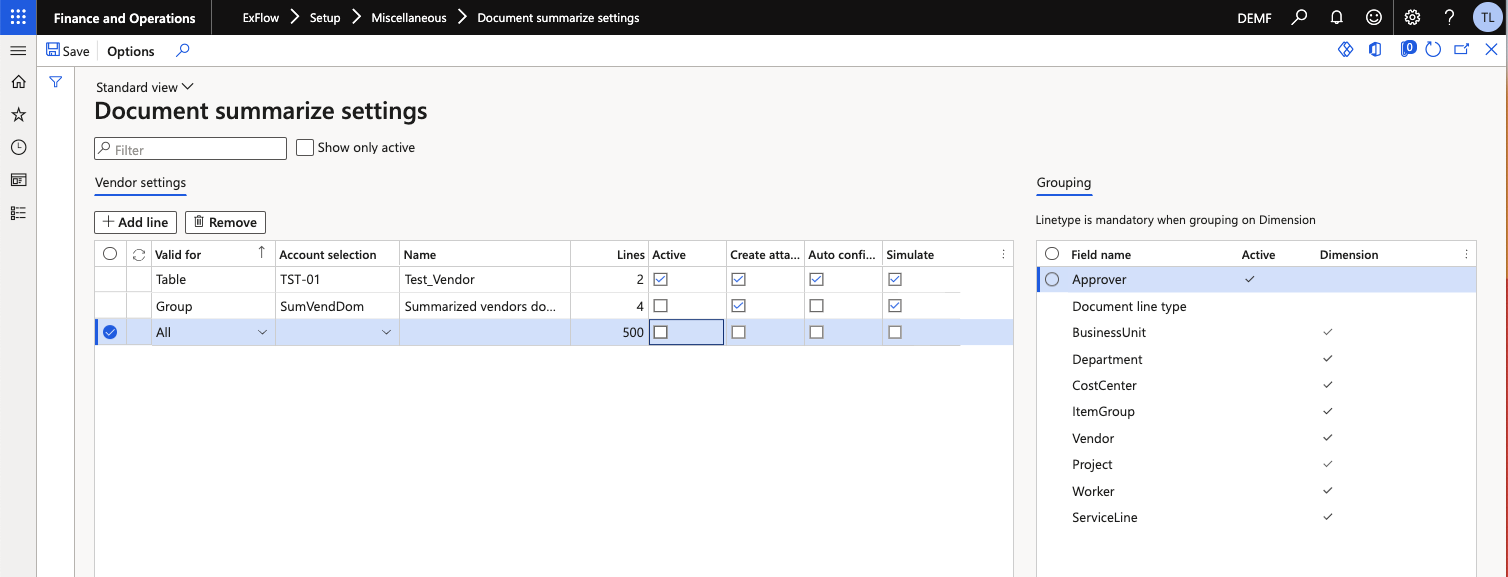 Finance and Operations ExFlow Setup Miscellaneous Document summarize settings DEMF ? TL
Save Options 0
Standard view
Document summarize settings
Filter Show only active
Vendor settings
Add line Remove
Valid for Account selection Name Lines Active Create atta... Auto confi... Simulate
Table TST-01 Test_Vendor 2
Group SumVendDom Summarized vendors do... 4
All 500
Grouping
Linetype is mandatory when grouping on Dimension
Field name Active Dimension
Approver
Document line type
BusinessUnit
Department
CostCenter
ItemGroup
Vendor
Project
Worker
ServiceLine